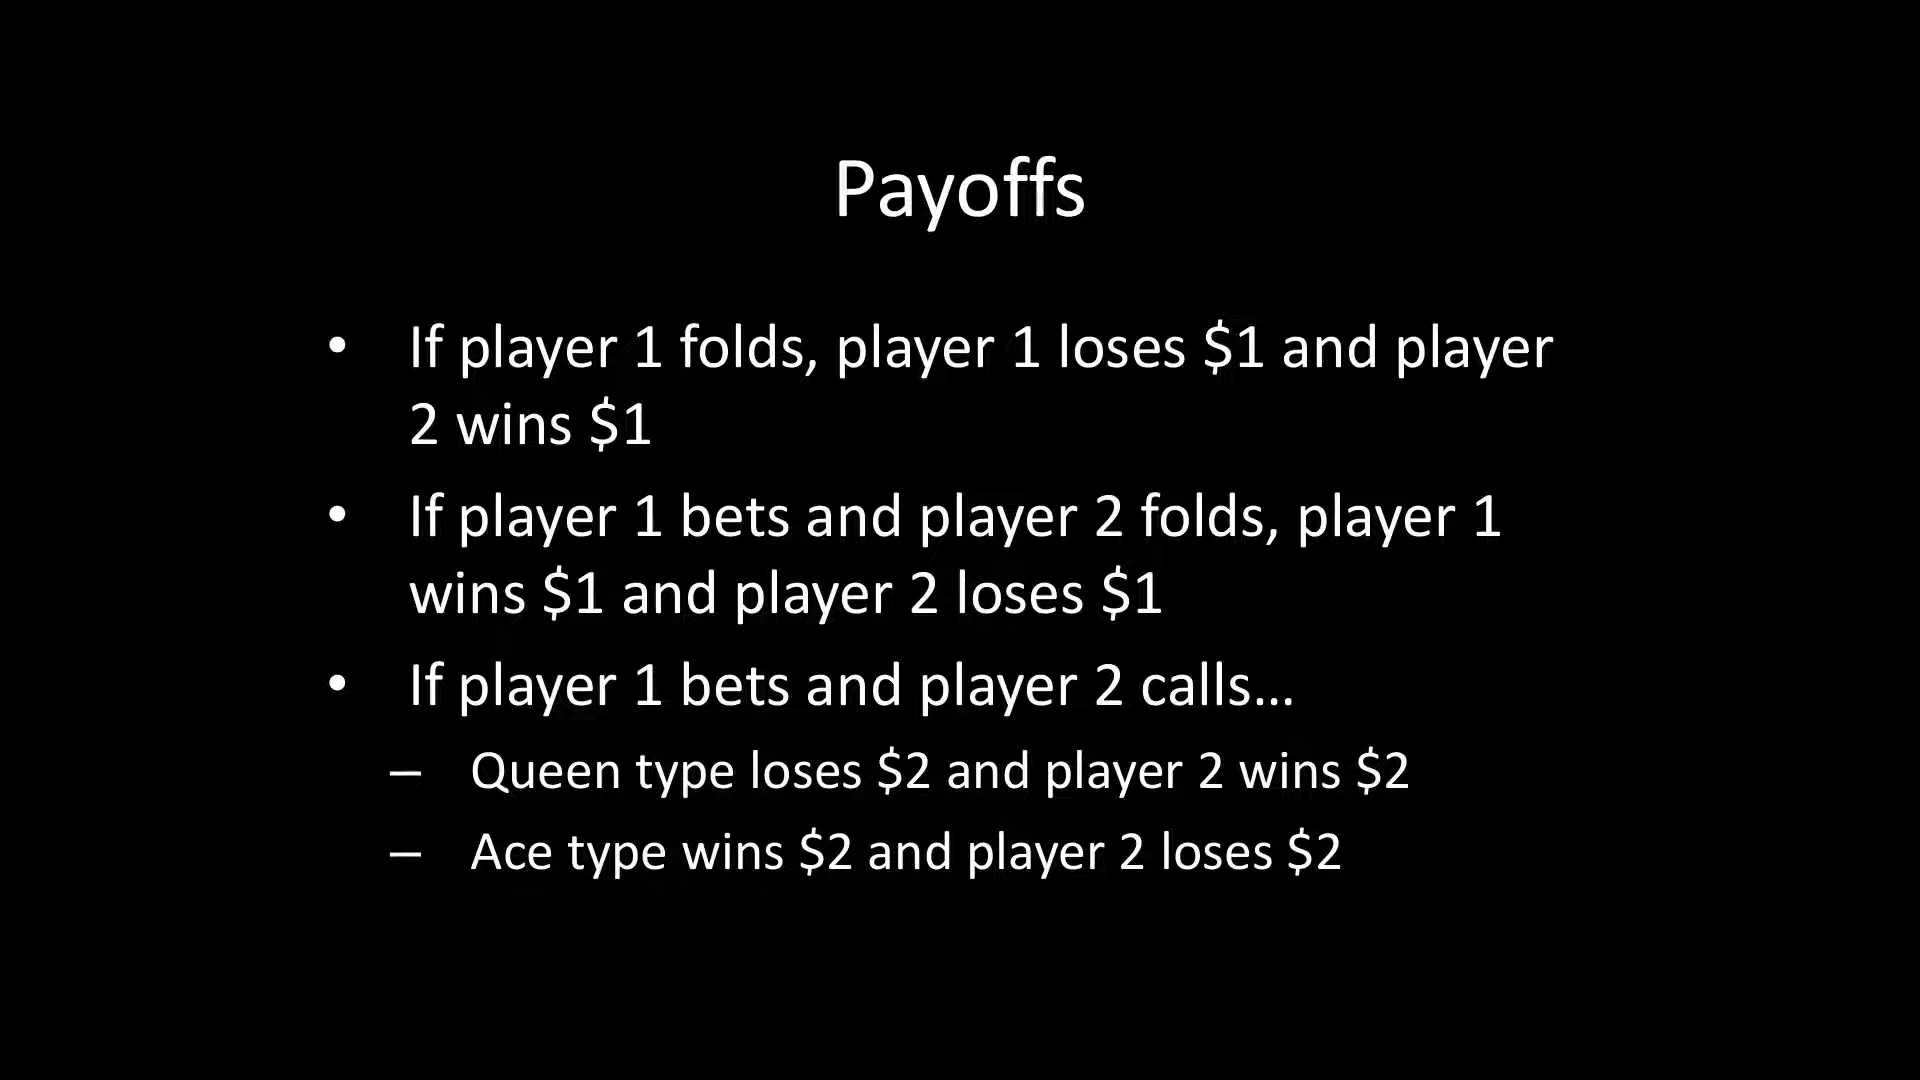 Payoffs
• If player 1 folds, player 1 loses $1 and player
2 wins $1
• If player 1 bets and player 2 folds, player 1
wins $1 and player 2 loses $1
• If player 1 bets and player 2 calls…
– Queen type loses $2 and player 2 wins $2
– Ace type wins $2 and player 2 loses $2